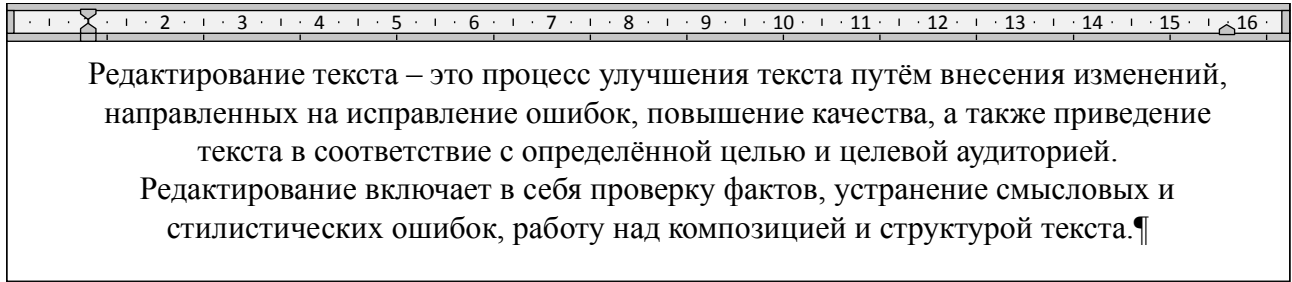 2 3 4 5 6 7 8 9 10 11 12 13 14 15 16
Редактирование текста – это процесс улучшения текста путём внесения изменений,
направленных на исправление ошибок, повышение качества, а также приведение
текста в соответствие с определённой целью и целевой аудиторией.
Редактирование включает в себя проверку фактов, устранение смысловых и
стилистических ошибок, работу над композицией и структурой текста.¶